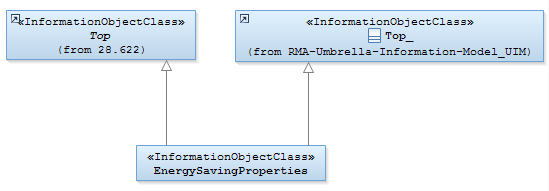 «InformationObjectClass»
Top
(from 28.622)
«InformationObjectClass»
Top_
(from RMA-Umbrella-Information-Model_UIM)
«InformationObjectClass»
EnergySavingProperties